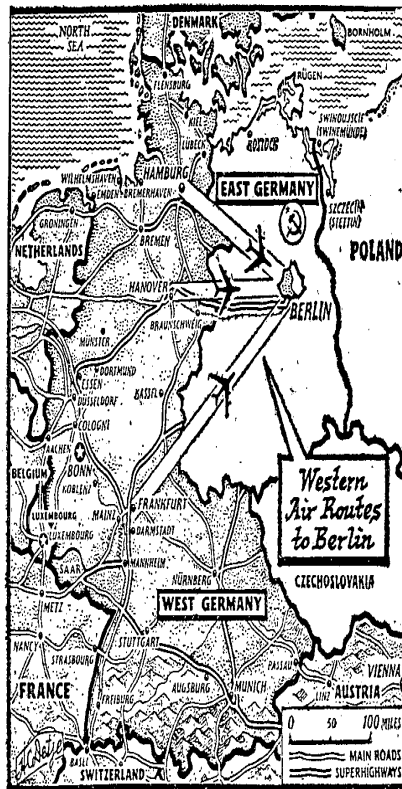 NORTH
SEA
DENMARK
BORNHOLM
FLENSBURG
RÜGEN
KIEL
LÜBECK
ROSTOCK
SWINOUJSCIE
(SWINEMÜNDE)
WILHELMSHAVEN
HAMBURG
EMDEN
BREMERHAVEN
EAST GERMANY
GRONINGEN
BREMEN
SZCZECIN
(STETTIN)
POLAND
NETHERLANDS
HANOVER
BERLIN
BRAUNSCHWEIG
MÜNSTER
DORTMUND
ESSEN
KASSEL
DÜSSELDORF
COLOGNE
AACHEN
BONN
BELGIUM
KOBLENZ
Western
Air Routes
to Berlin
LUXEMBOURG
LUXEMBOURG
MAINZ
FRANKFURT
DARMSTADT
SAAR
MANNHEIM
NÜRNBERG
CZECHOSLOVAKIA
METZ
WEST GERMANY
NANCY
STRASBOURG
STUTTGART
PASSAU
VIENNA
FRANCE
FREIBURG
AUGSBURG
MUNICH
LINZ
AUSTRIA
BASEL
SWITZERLAND
0 50 100 MILES
MAIN ROADS
SUPERHIGHWAYS